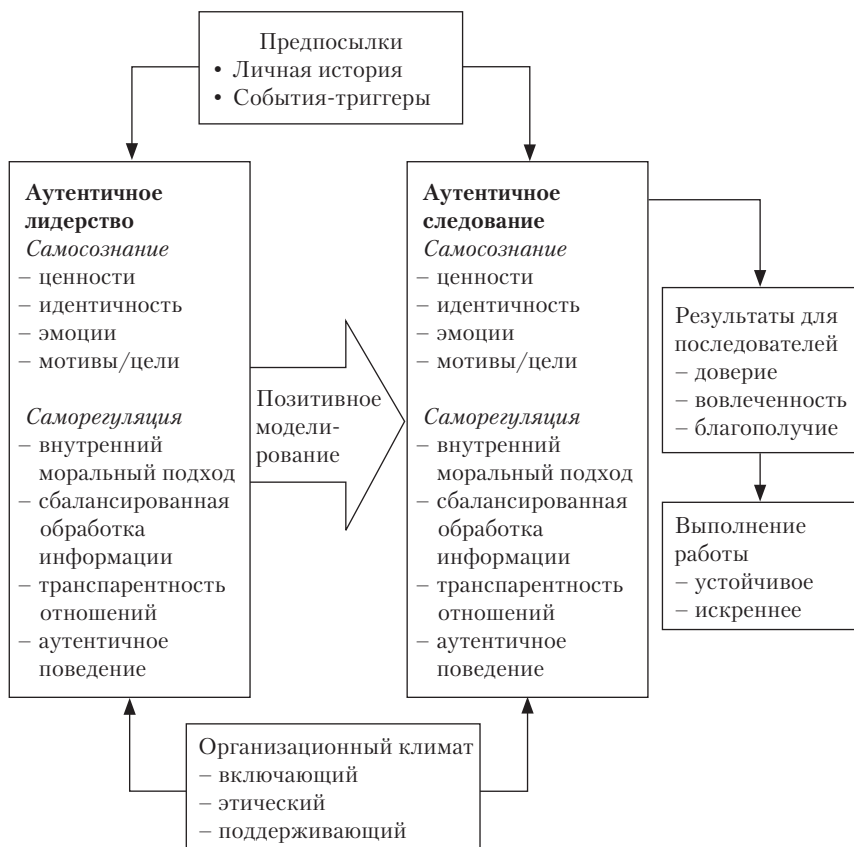 Предпосылки
• Личная история
• События-триггеры
Аутентичное
лидерство
Самосознание
– ценности
– идентичность
– эмоции
– мотивы/цели
Саморегуляция
– внутренний
моральный подход
– сбалансированная
обработка
информации
– транспарентность
отношений
– аутентичное
поведение
Позитивное
модели-
рование
Аутентичное
следование
Самосознание
– ценности
– идентичность
– эмоции
– мотивы/цели
Саморегуляция
– внутренний
моральный подход
– сбалансированная
обработка
информации
– транспарентность
отношений
– аутентичное
поведение
Результаты для
последователей
– доверие
– вовлеченность
– благополучие
Выполнение
работы
– устойчивое
– искреннее
Организационный климат
– включающий
– этический
– поддерживающий